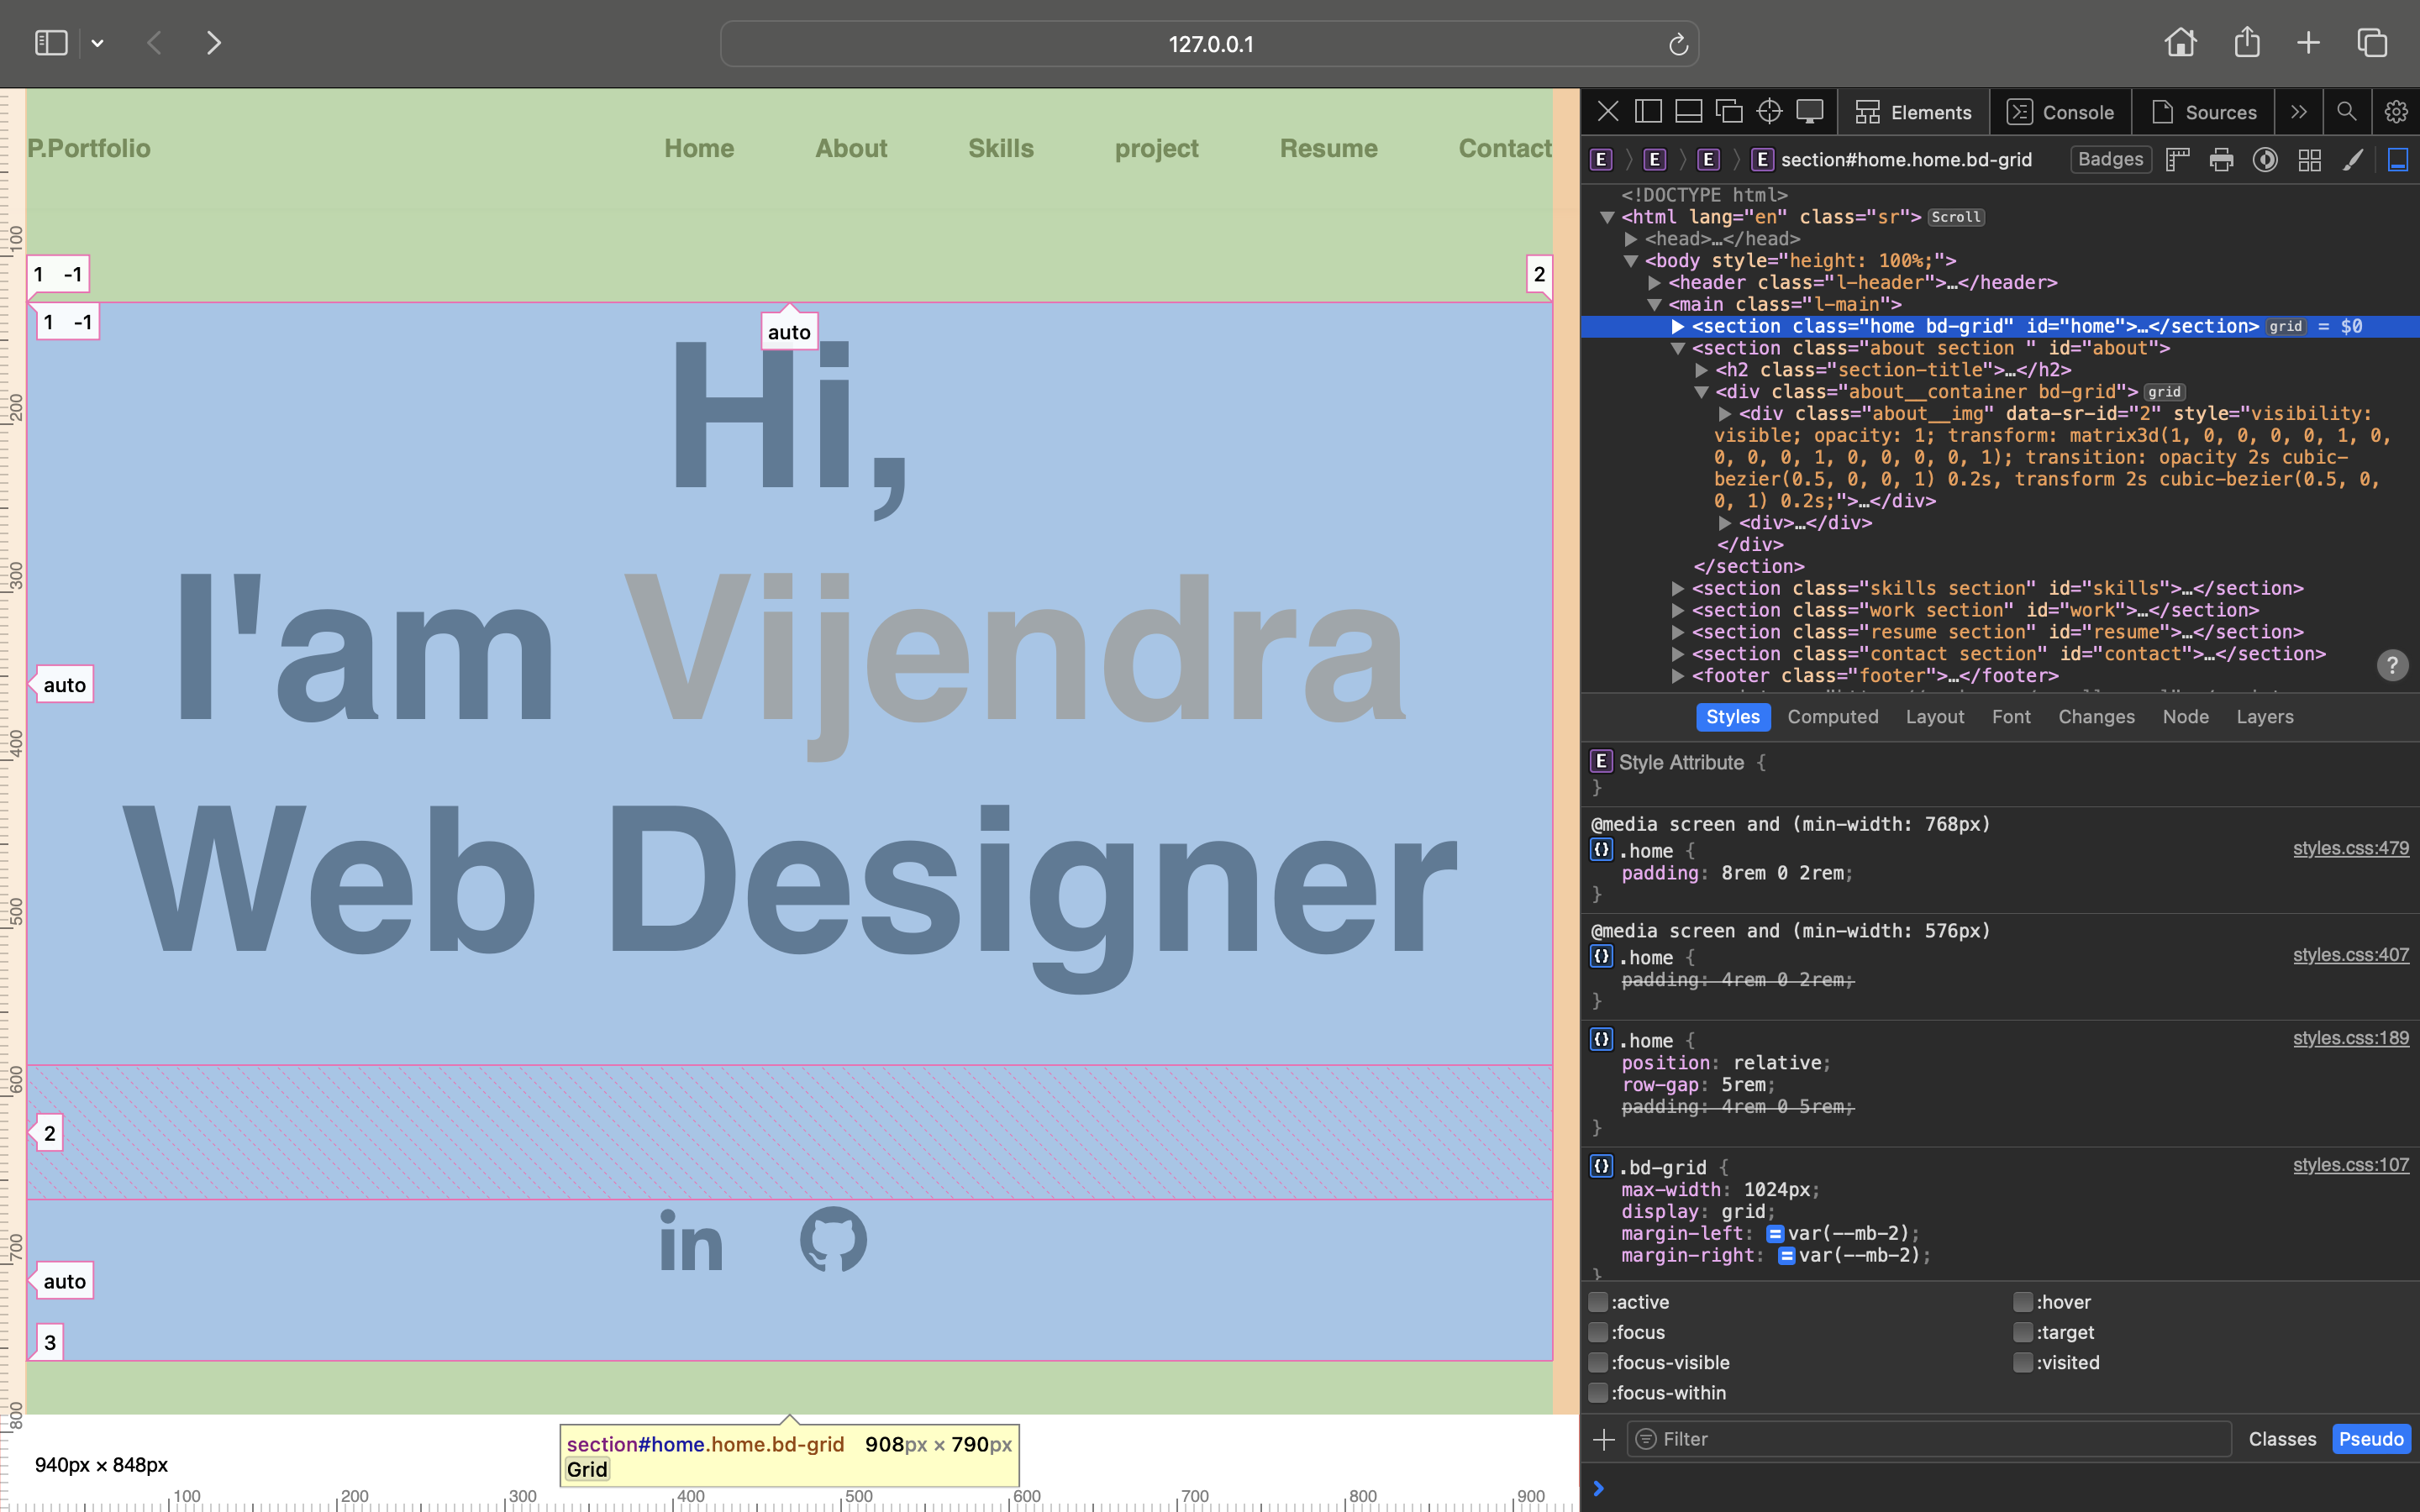 127.0.0.1
Elements
Console
Sources
P.Portfolio
Home
About
Skills
project
Resume
Contact
E E E E section#home.home.bd-grid
Badges
<!DOCTYPE html>
<html lang="en" class="sr"> Scroll
<head>…</head>
<body style="height: 100%;">
<header class="l-header">…</header>
<main class="l-main">
<section class="home bd-grid" id="home">…</section> grid = $0
<section class="about section " id="about">
<h2 class="section-title">…</h2>
<div class="about__container bd-grid"> grid
<div class="about__img" data-sr-id="2" style="visibility:
visible; opacity: 1; transform: matrix3d(1, 0, 0, 0, 0, 1, 0,
0, 0, 0, 1, 0, 0, 0, 0, 1); transition: opacity 2s cubic-
bezier(0.5, 0, 0, 1) 0.2s, transform 2s cubic-bezier(0.5, 0,
0, 1) 0.2s;">…</div>
<div>…</div>
</div>
</section>
<section class="skills section" id="skills">…</section>
<section class="work section" id="work">…</section>
<section class="resume section" id="resume">…</section>
<section class="contact section" id="contact">…</section>
<footer class="footer">…</footer>
?
1 -1
2
1 -1
auto
Hi,
I'am Vijendra
auto
Web Designer
2
in
auto
3
Styles
Computed
Layout
Font
Changes
Node
Layers
E Style Attribute {
}
@media screen and (min-width: 768px)
{} .home {
styles.css:479
padding: 8rem 0 2rem;
}
@media screen and (min-width: 576px)
{} .home {
styles.css:407
padding: 4rem 0 2rem;
}
{} .home {
styles.css:189
position: relative;
row-gap: 5rem;
padding: 4rem 0 5rem;
}
{} .bd-grid {
styles.css:107
max-width: 1024px;
display: grid;
margin-left: =var(--mb-2);
margin-right: =var(--mb-2);
}
:active
:hover
:focus
:target
:focus-visible
:visited
:focus-within
Filter
Classes
Pseudo
section#home.home.bd-grid 908px × 790px
Grid
940px × 848px
100
200
300
400
500
600
700
800
100
200
300
400
500
600
700
800
900